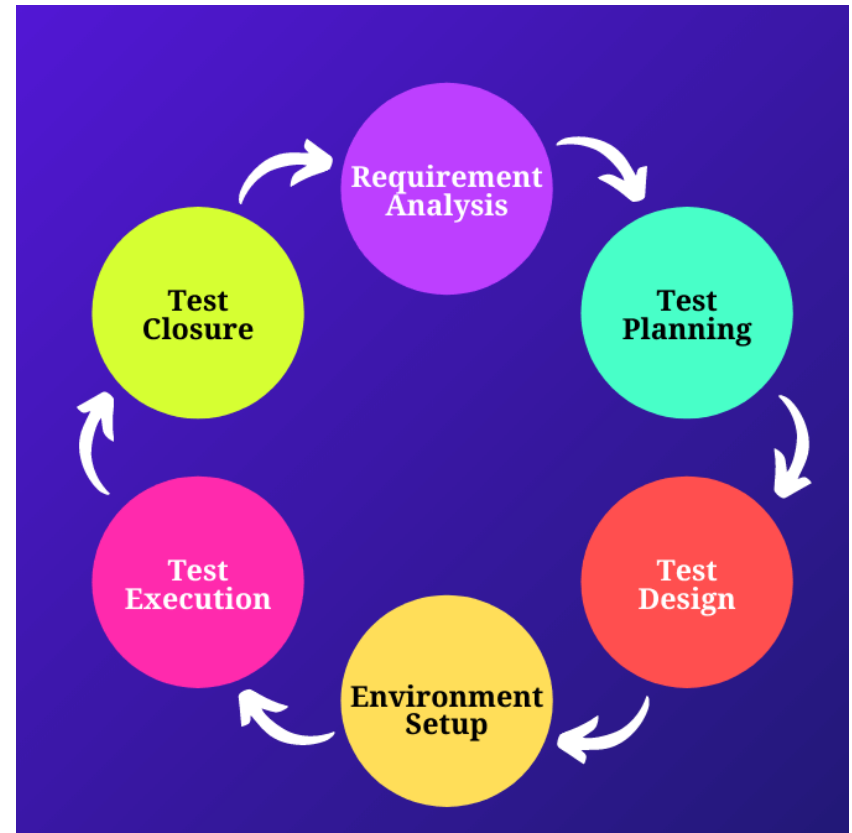 Requirement
Analysis
Test
Planning
Test
Design
Environment
Setup
Test
Execution
Test
Closure